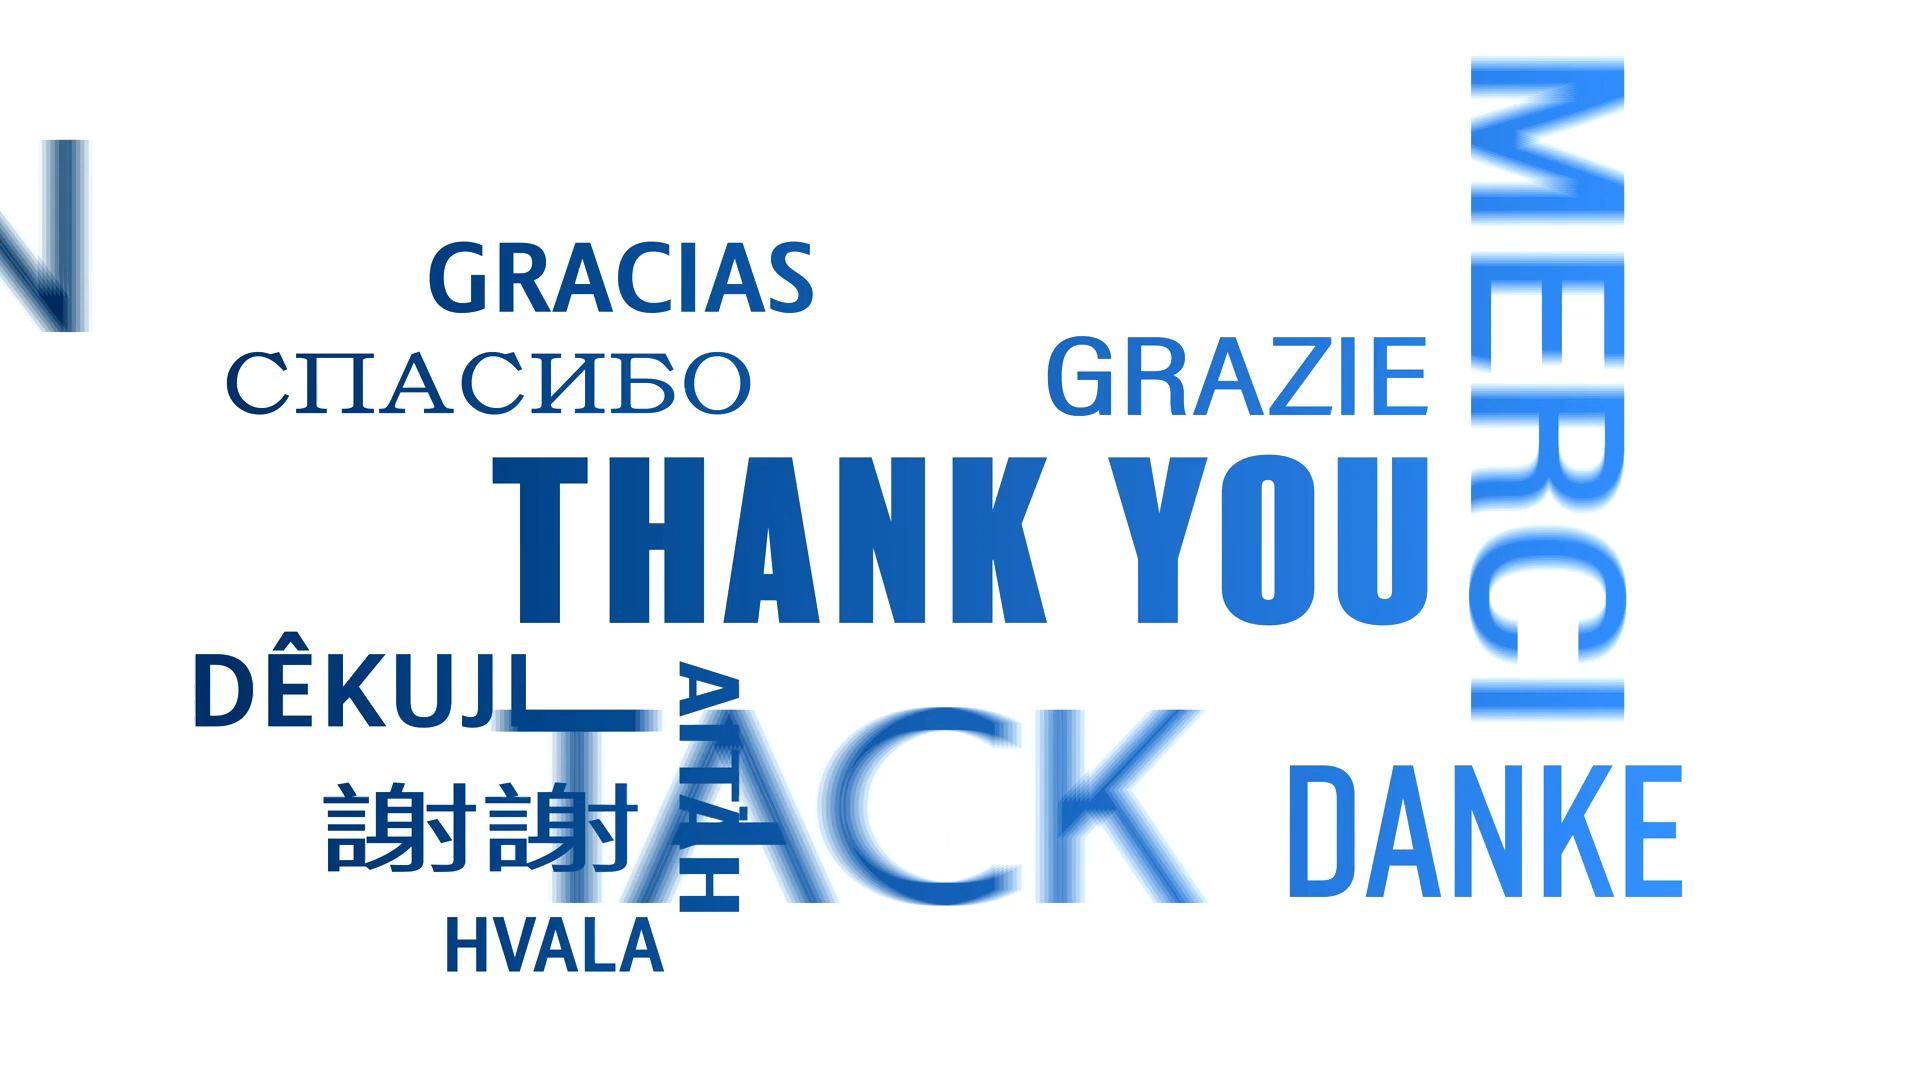 N
GRACIAS
MERCI
СПАСИБО
GRAZIE
THANK YOU
DÊKUJI
TACK
DANKE
謝謝
HVALA